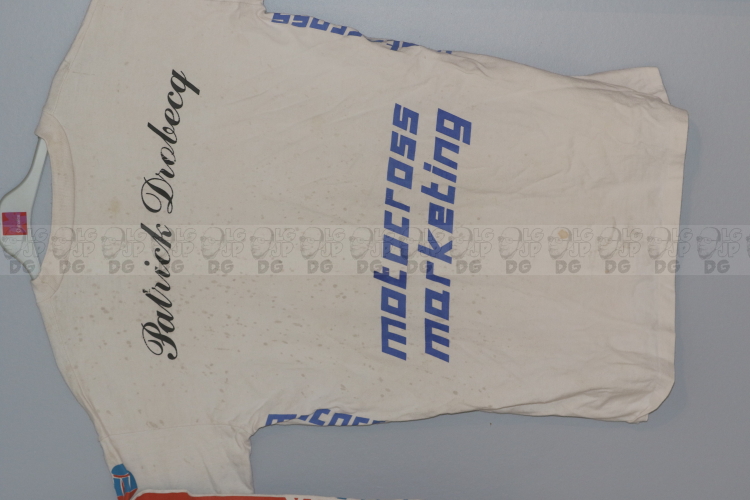 Patrick Drobecq
motocross
marketing